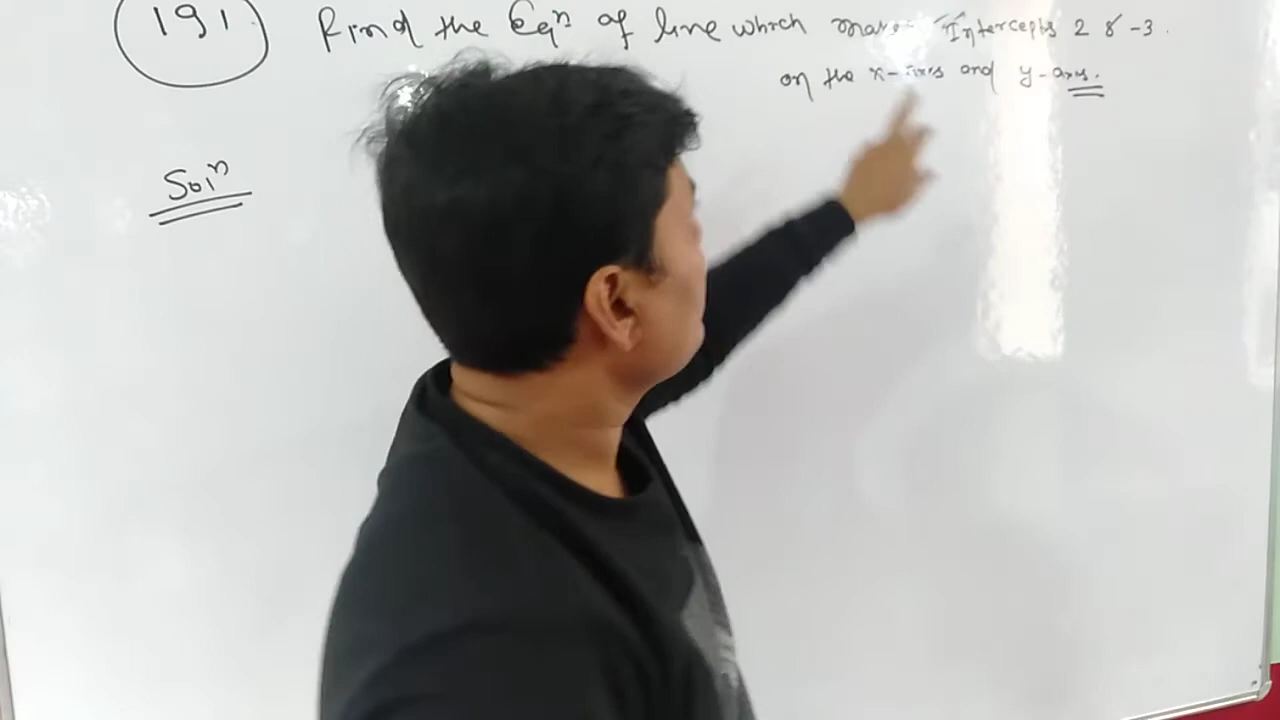 191
Find the Eqn of line which makes Intercepts 2 & -3.
on the x-axis and y-axis.
Soln